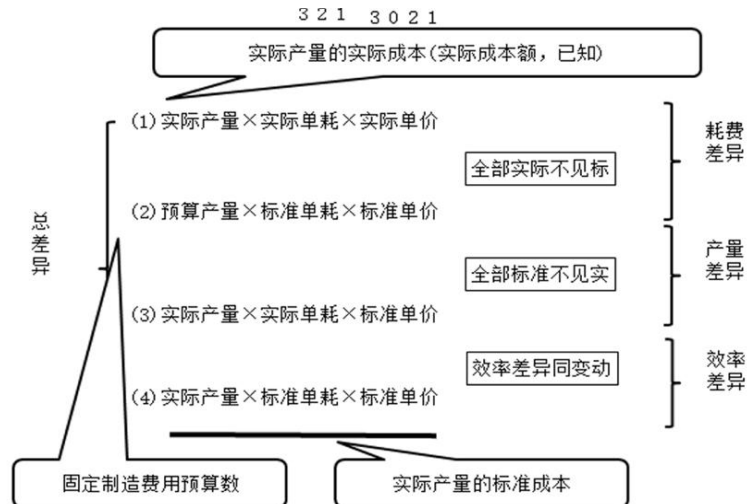 3 2 1 3 0 2 1
实际产量的实际成本(实际成本额，已知)
(1)实际产量×实际单耗×实际单价
耗费
差异
全部实际不见标
(2)预算产量×标准单耗×标准单价
总差异
产量
差异
全部标准不见实
(3)实际产量×实际单耗×标准单价
效率差异同变动
效率
差异
(4)实际产量×标准单耗×标准单价
固定制造费用预算数
实际产量的标准成本